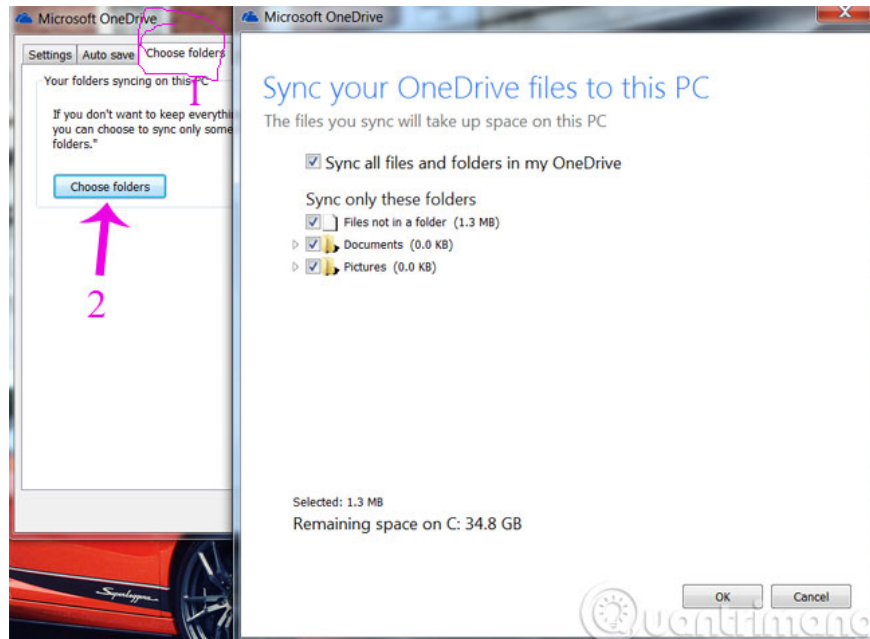 Microsoft OneDrive
Settings Auto save Choose folders
1
Your folders syncing on this PC
If you don't want to keep everythi
you can choose to sync only some
folders."
Choose folders
2
Microsoft OneDrive
Sync your OneDrive files to this PC
The files you sync will take up space on this PC
Sync all files and folders in my OneDrive
Sync only these folders
Files not in a folder (1.3 MB)
Documents (0.0 KB)
Pictures (0.0 KB)
Selected: 1.3 MB
Remaining space on C: 34.8 GB
OK Cancel
Superleggera
Quantrimang